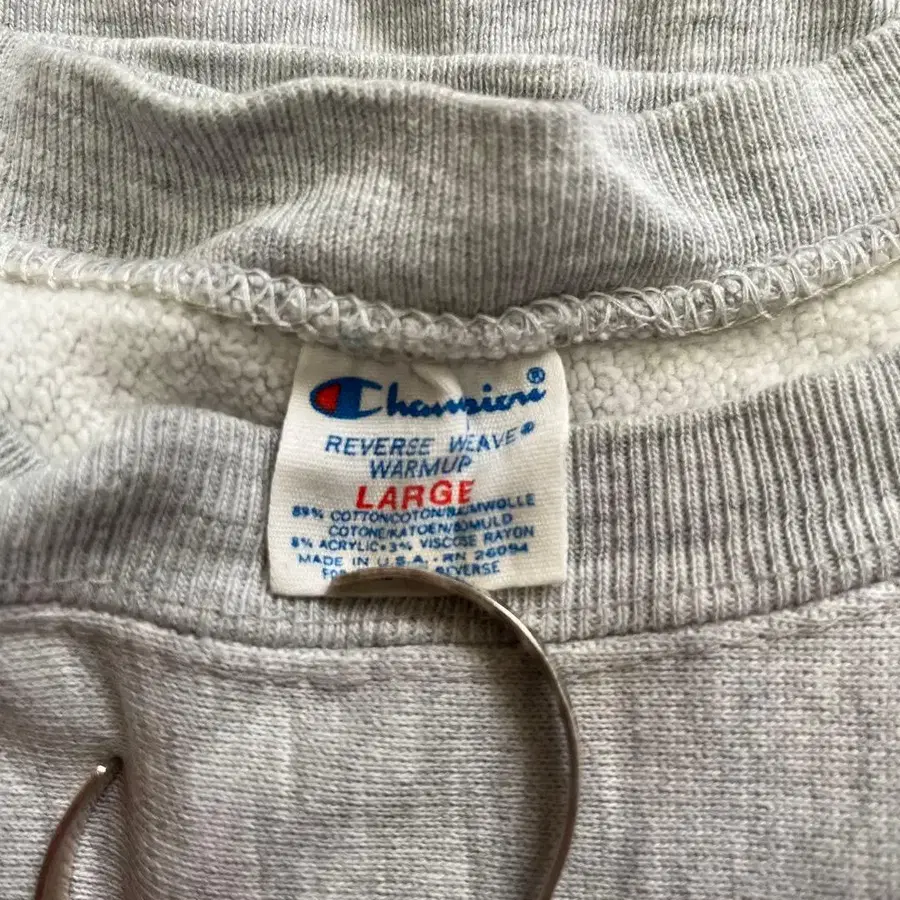 Champion®
REVERSE WEAVE®
WARMUP
LARGE
89% COTTON/COTON/BAUMWOLLE
COTONE/KATOEN/BOMULD
8% ACRYLIC·3% VISCOSE RAYON
MADE IN U.S.A.·RN 26094
REVERSE